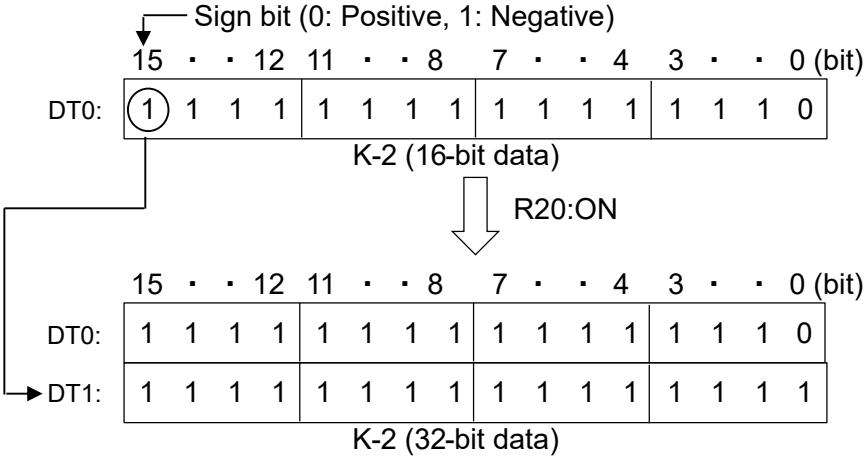 Sign bit (0: Positive, 1: Negative)
15 · · 12 11 · · 8 7 · · 4 3 · · 0 (bit)
DT0: 1 1 1 1 1 1 1 1 1 1 1 1 1 1 1 0
K-2 (16-bit data)
R20:ON
15 · · 12 11 · · 8 7 · · 4 3 · · 0 (bit)
DT0: 1 1 1 1 1 1 1 1 1 1 1 1 1 1 1 0
DT1: 1 1 1 1 1 1 1 1 1 1 1 1 1 1 1 1
K-2 (32-bit data)